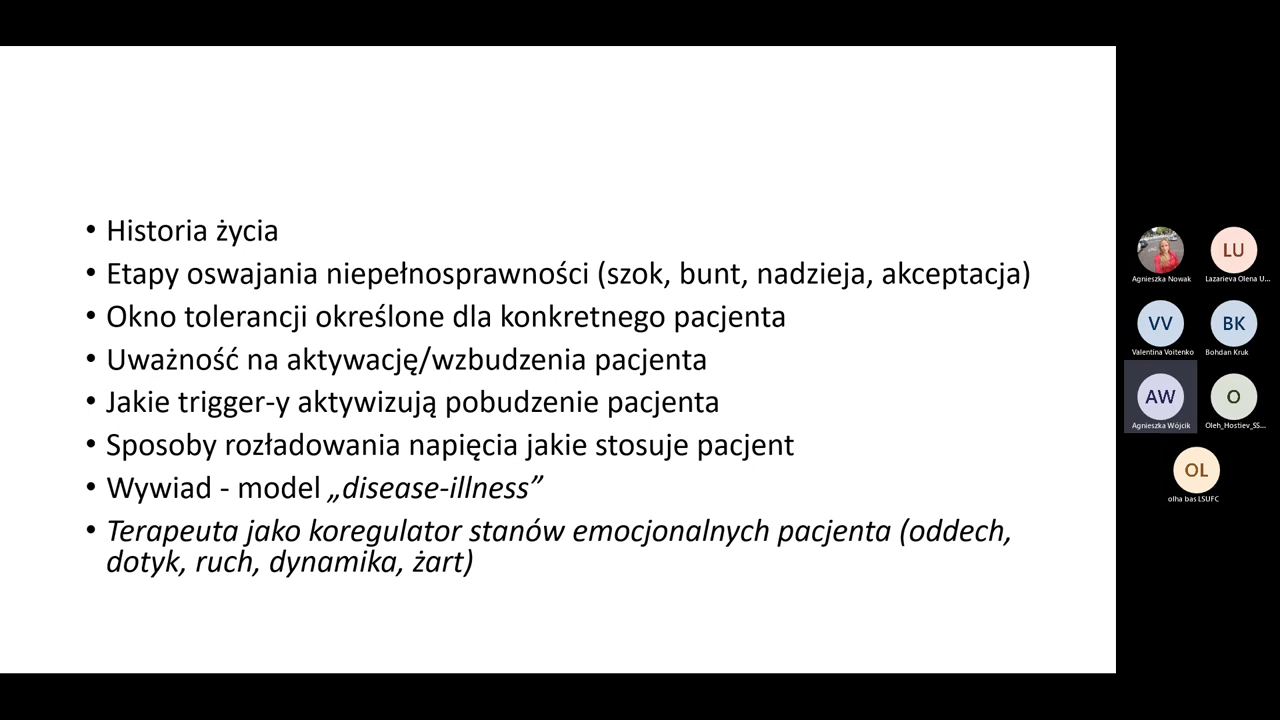 • Historia życia
• Etapy oswajania niepełnosprawności (szok, bunt, nadzieja, akceptacja)
• Okno tolerancji określone dla konkretnego pacjenta
• Uważność na aktywację/wzbudzenia pacjenta
• Jakie trigger-y aktywizują pobudzenie pacjenta
• Sposoby rozładowania napięcia jakie stosuje pacjent
• Wywiad - model „disease-illness”
• Terapeuta jako koregulator stanów emocjonalnych pacjenta (oddech,
dotyk, ruch, dynamika, żart)
Agnieszka Nowak
LU
Lazarieva Olena U...
VV
Valentina Voitenko
BK
Bohdan Kruk
AW
Agnieszka Wójcik
O
Oleh_Hostiev_SS...
OL
olha bas LSUFC